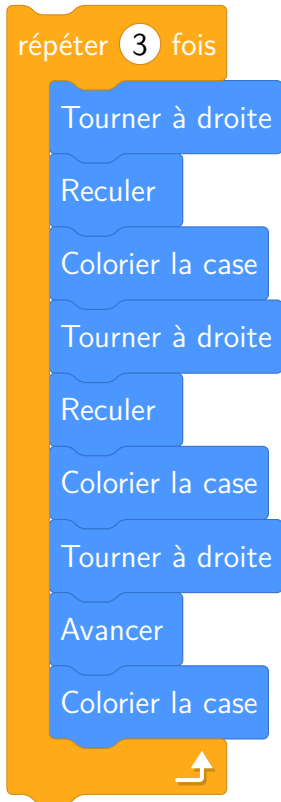 répéter 3 fois
Tourner à droite
Reculer
Colorier la case
Tourner à droite
Reculer
Colorier la case
Tourner à droite
Avancer
Colorier la case